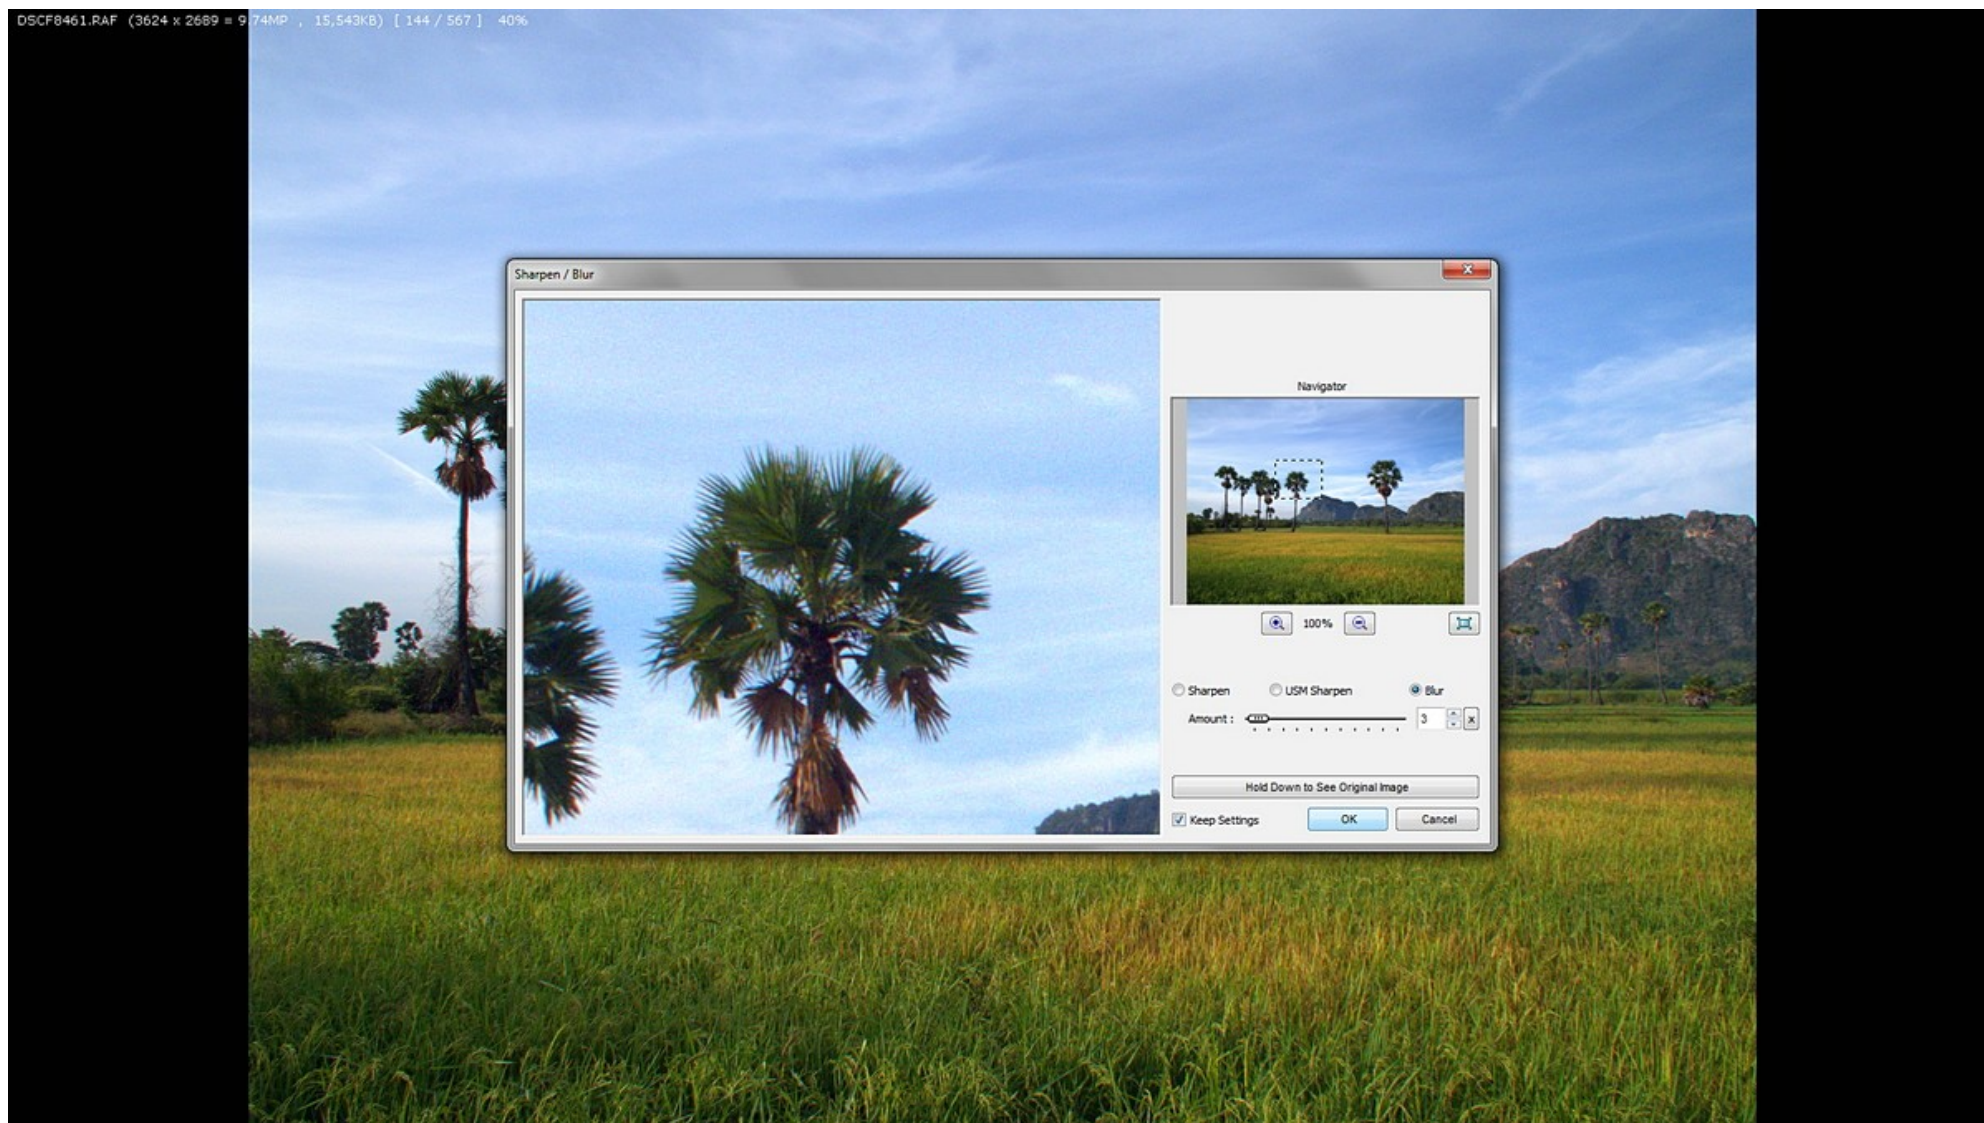 DSCF8461.RAF (3624 x 2689 = 9.74MP , 15,543KB) [ 144 / 567 ] 40%
Sharpen / Blur
x
Navigator
100%
Sharpen USM Sharpen Blur
Amount : 3 x
Hold Down to See Original Image
Keep Settings OK Cancel